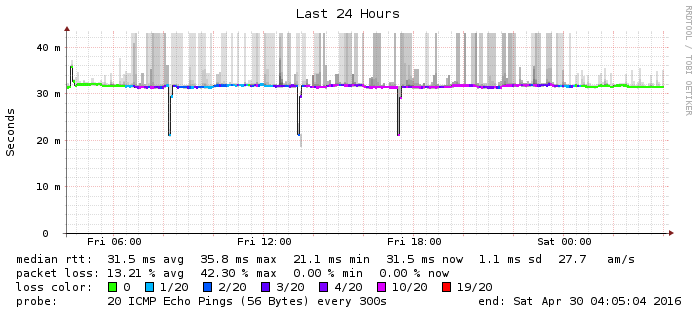 Last 24 Hours
RRDTOOL / TOBI OETIKER
Seconds
40 m
30 m
20 m
10 m
0
Fri 06:00 Fri 12:00 Fri 18:00 Sat 00:00
median rtt: 31.5 ms avg 35.8 ms max 21.1 ms min 31.5 ms now 1.1 ms sd 27.7 am/s
packet loss: 13.21 % avg 42.30 % max 0.00 % min 0.00 % now
loss color: 0 1/20 2/20 3/20 4/20 10/20 19/20
probe: 20 ICMP Echo Pings (56 Bytes) every 300s end: Sat Apr 30 04:05:04 2016